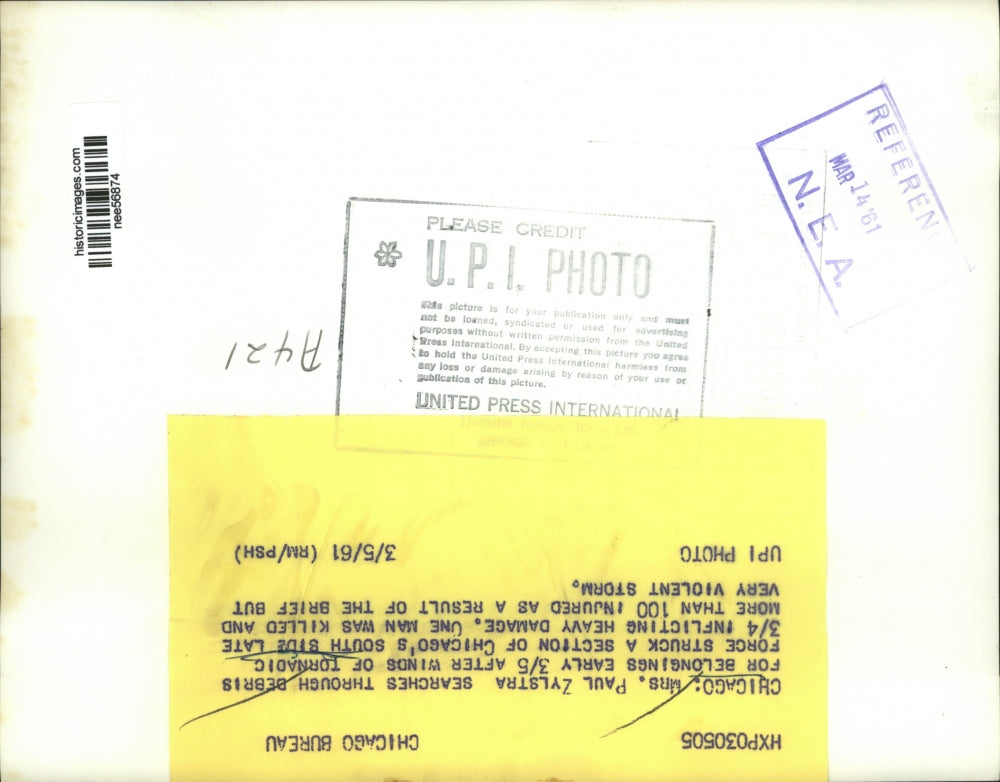 historicimages.com
nee56874
REFERENC
MAR 14 '61
N. E. A.
PLEASE CREDIT
U.P.I. PHOTO
This picture is for your publication only and must
not be loaned, syndicated or used for advertising
purposes without written permission from the United
Press International. By accepting this picture you agree
to hold the United Press International harmless from
any loss or damage arising by reason of your use or
publication of this picture.
UNITED PRESS INTERNATIONAL
A421
HXP030505 CHICAGO BUREAU
CHICAGO: MRS. PAUL ZYLSTRA SEARCHES THROUGH DEBRIS
FOR BELONGINGS EARLY 3/5 AFTER WINDS OF TORNADIC
FORCE STRUCK A SECTION OF CHICAGO'S SOUTH SIDE LATE
3/4 INFLICTING HEAVY DAMAGE. ONE MAN WAS KILLED AND
MORE THAN 100 INJURED AS A RESULT OF THE BRIEF BUT
VERY VIOLENT STORM.
UPI PHOTO 3/5/61 (RM/PSH)